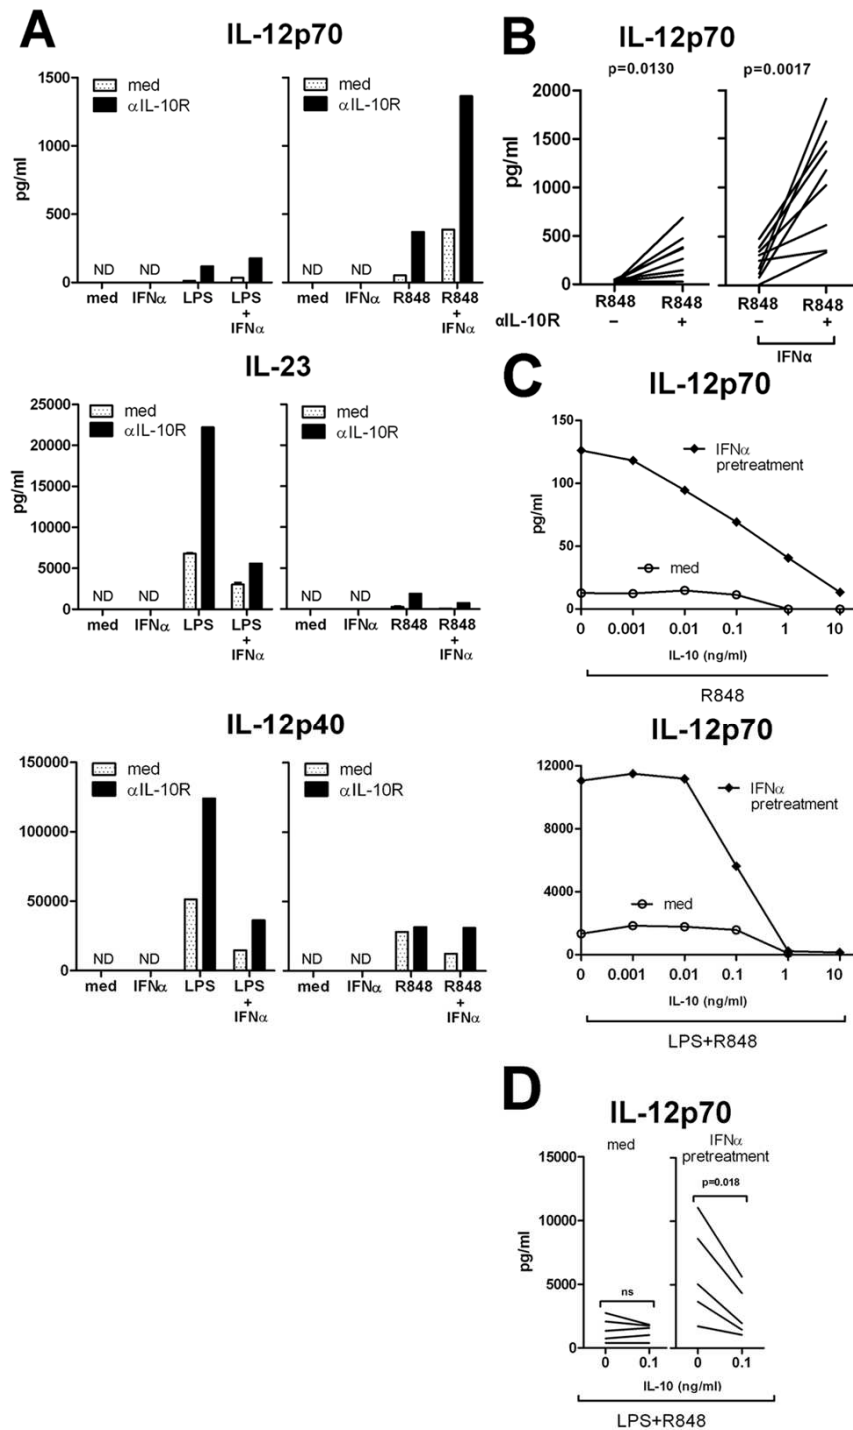 A
IL-12p70
pg/ml
1500
1000
500
0
med
αIL-10R
ND
ND
med
IFNα
LPS
LPS
+
IFNα
med
αIL-10R
ND
ND
med
IFNα
R848
R848
+
IFNα
IL-23
pg/ml
25000
20000
15000
10000
5000
0
med
αIL-10R
ND
ND
med
IFNα
LPS
LPS
+
IFNα
med
αIL-10R
ND
ND
med
IFNα
R848
R848
+
IFNα
IL-12p40
150000
100000
50000
0
med
αIL-10R
ND
ND
med
IFNα
LPS
LPS
+
IFNα
med
αIL-10R
ND
ND
med
IFNα
R848
R848
+
IFNα
B
IL-12p70
p=0.0130
p=0.0017
pg/ml
2000
1500
1000
500
0
R848
R848
R848
R848
αIL-10R
–
+
–
+
IFNα
C
IL-12p70
pg/ml
150
100
50
0
IFNα
pretreatment
med
0
0.001
0.01
0.1
1
10
IL-10 (ng/ml)
R848
IL-12p70
12000
8000
4000
0
IFNα
pretreatment
med
0
0.001
0.01
0.1
1
10
IL-10 (ng/ml)
LPS+R848
D
IL-12p70
med
IFNα
pretreatment
pg/ml
15000
10000
5000
0
ns
p=0.018
0
0.1
0
0.1
IL-10 (ng/ml)
LPS+R848